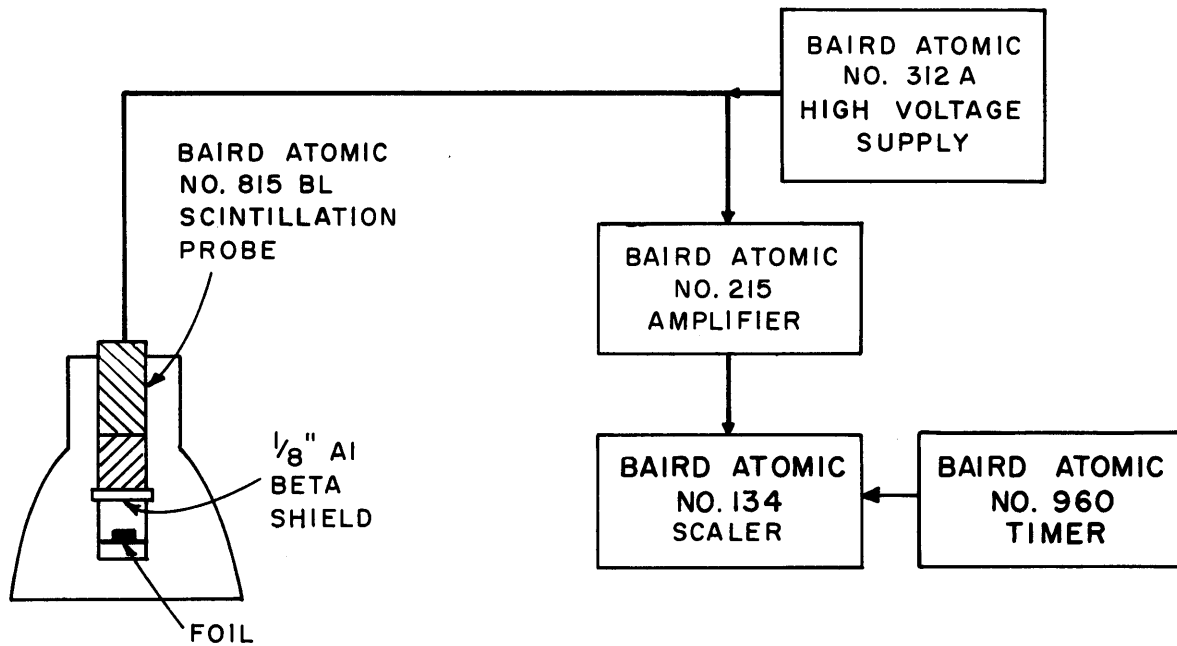 BAIRD ATOMIC
NO. 312 A
HIGH VOLTAGE
SUPPLY
BAIRD ATOMIC
NO. 815 BL
SCINTILLATION
PROBE
BAIRD ATOMIC
NO. 215
AMPLIFIER
1/8" Al
BETA
SHIELD
BAIRD ATOMIC
NO. 134
SCALER
BAIRD ATOMIC
NO. 960
TIMER
FOIL